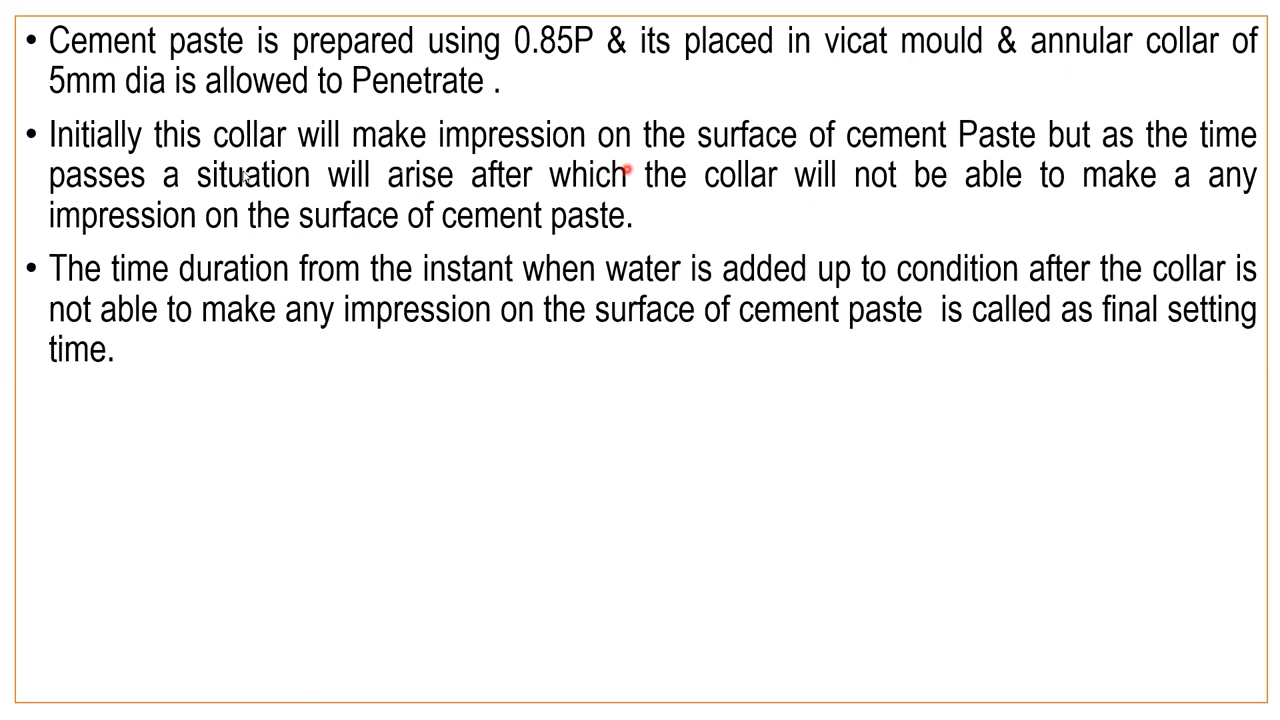 • Cement paste is prepared using 0.85P & its placed in vicat mould & annular collar of
5mm dia is allowed to Penetrate .
• Initially this collar will make impression on the surface of cement Paste but as the time
passes a situation will arise after which the collar will not be able to make a any
impression on the surface of cement paste.
• The time duration from the instant when water is added up to condition after the collar is
not able to make any impression on the surface of cement paste  is called as final setting
time.